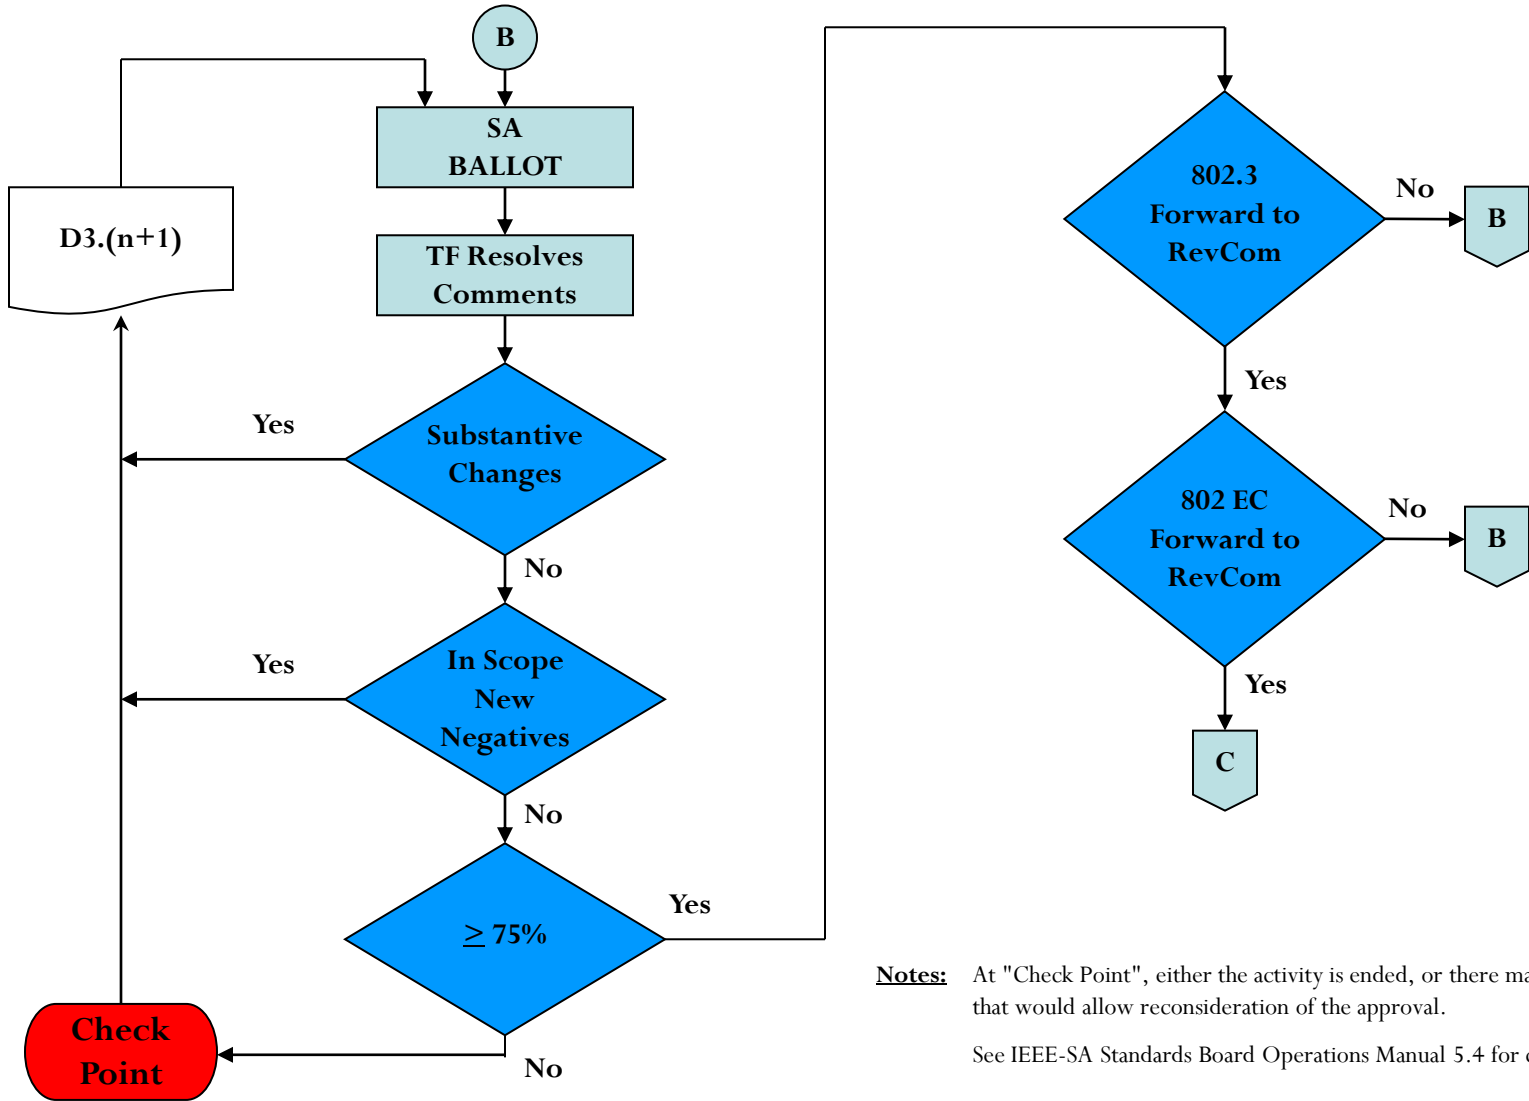 B
SA
BALLOT
D3.(n+1)
TF Resolves
Comments
Substantive
Changes
Yes
No
In Scope
New
Negatives
Yes
No
≥ 75%
Yes
No
Check
Point
802.3
Forward to
RevCom
No
B
Yes
802 EC
Forward to
RevCom
No
B
Yes
C
Notes: At "Check Point", either the activity is ended, or there
that would allow reconsideration of the approval.
See IEEE-SA Standards Board Operations Manual 5.4 for